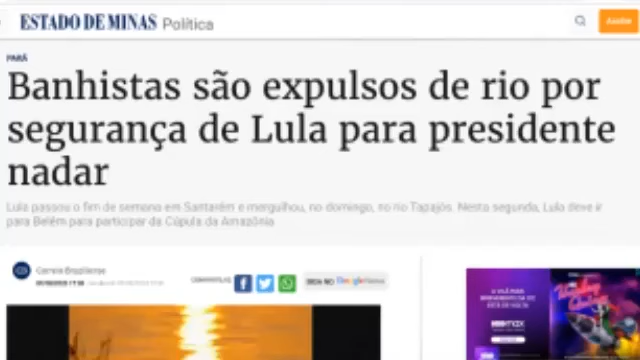 ESTADO DE MINAS Política
Assine
PARÁ
Banhistas são expulsos de rio por
segurança de Lula para presidente
nadar
Lula passou o fim de semana em Santarém e mergulhou, no domingo, no rio Tapajós. Nesta segunda, Lula deve ir
para Belém para participar da Cúpula da Amazônia
Correio Braziliense
SIGA NO Google News
HBO max